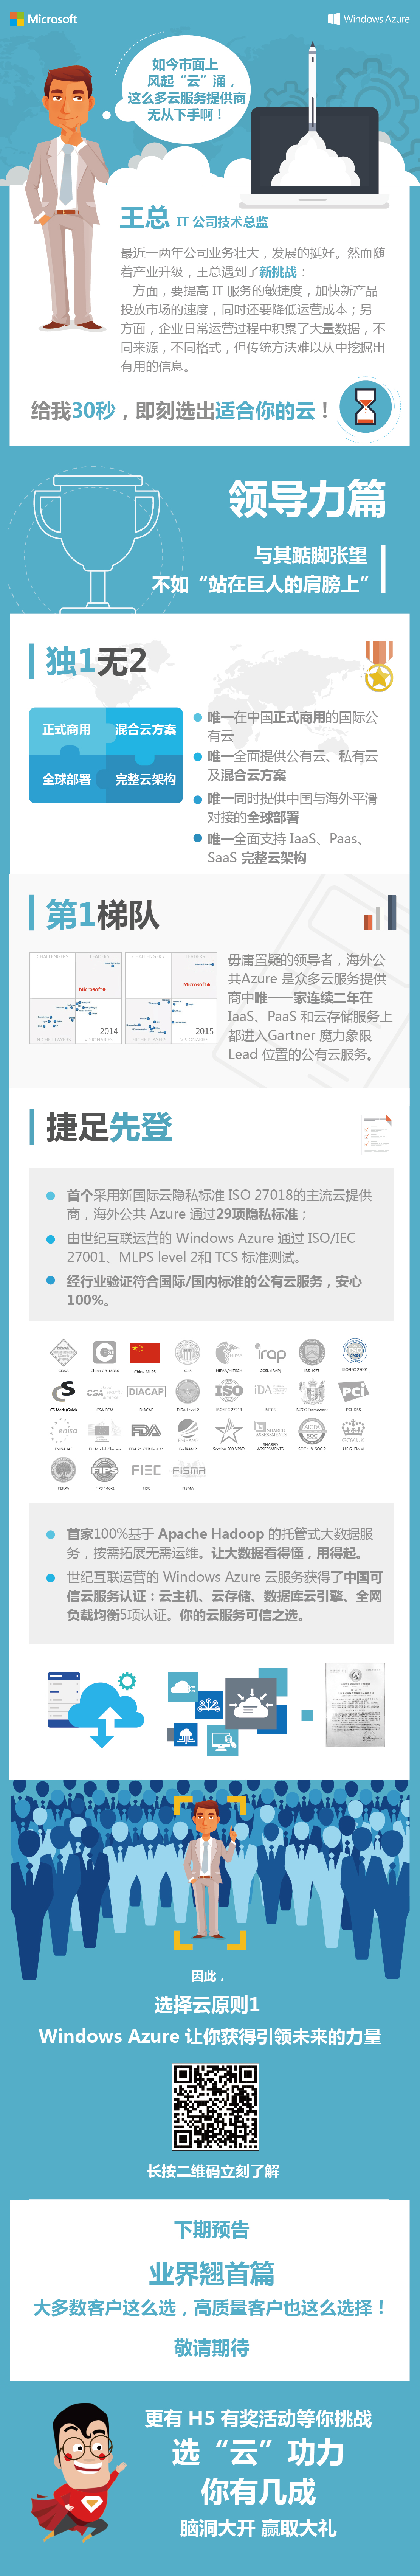 Microsoft
Windows Azure
如今市面上
风起“云”涌，
这么多云服务提供商
无从下手啊！
王总 IT 公司技术总监
最近一两年公司业务壮大，发展的挺好。然而随
着产业升级，王总遇到了新挑战：
一方面，要提高 IT 服务的敏捷度，加快新产品
投放市场的速度，同时还要降低运营成本；另一
方面，企业日常运营过程中积累了大量数据，不
同来源，不同格式，但传统方法难以从中挖掘出
有用的信息。
给我30秒，即刻选出适合你的云！
领导力篇
与其踮脚张望
不如“站在巨人的肩膀上”
独1无2
正式商用
混合云方案
全球部署
完整云架构
唯一在中国正式商用的国际公
有云
唯一全面提供公有云、私有云
及混合云方案
唯一同时提供中国与海外平滑
对接的全球部署
唯一全面支持 IaaS、Paas、
SaaS 完整云架构
第1梯队
CHALLENGERS
LEADERS
Microsoft
2014
CHALLENGERS
LEADERS
Microsoft
2015
毋庸置疑的领导者，海外公
共Azure 是众多云服务提供
商中唯一一家连续二年在
IaaS、PaaS 和云存储服务上
都进入Gartner 魔力象限
Lead 位置的公有云服务。
捷足先登
首个采用新国际云隐私标准 ISO 27018的主流云提供
商，海外公共 Azure 通过29项隐私标准；
由世纪互联运营的 Windows Azure 通过 ISO/IEC
27001、MLPS level 2和 TCS 标准测试。
经行业验证符合国际/国内标准的公有云服务，安心
100%。
China MLPS
ISO/IEC 27001
CS Mark (Gold)
CSA CCM
DIACAP
DISA Level 2
ISO
iDA
PCI
enisa
FDA
SOC
GOV.UK
UK G-Cloud
FERPA
FIPS
FIPS 140-2
FIEC
FISMA
首家100%基于 Apache Hadoop 的托管式大数据服
务，按需拓展无需运维。让大数据看得懂，用得起。
世纪互联运营的 Windows Azure 云服务获得了中国可
信云服务认证：云主机、云存储、数据库云引擎、全网
负载均衡5项认证。你的云服务可信之选。
因此，
选择云原则1
Windows Azure 让你获得引领未来的力量
长按二维码立刻了解
下期预告
业界翘首篇
大多数客户这么选，高质量客户也这么选择！
敬请期待
更有 H5 有奖活动等你挑战
选“云”功力
你有几成
脑洞大开 赢取大礼